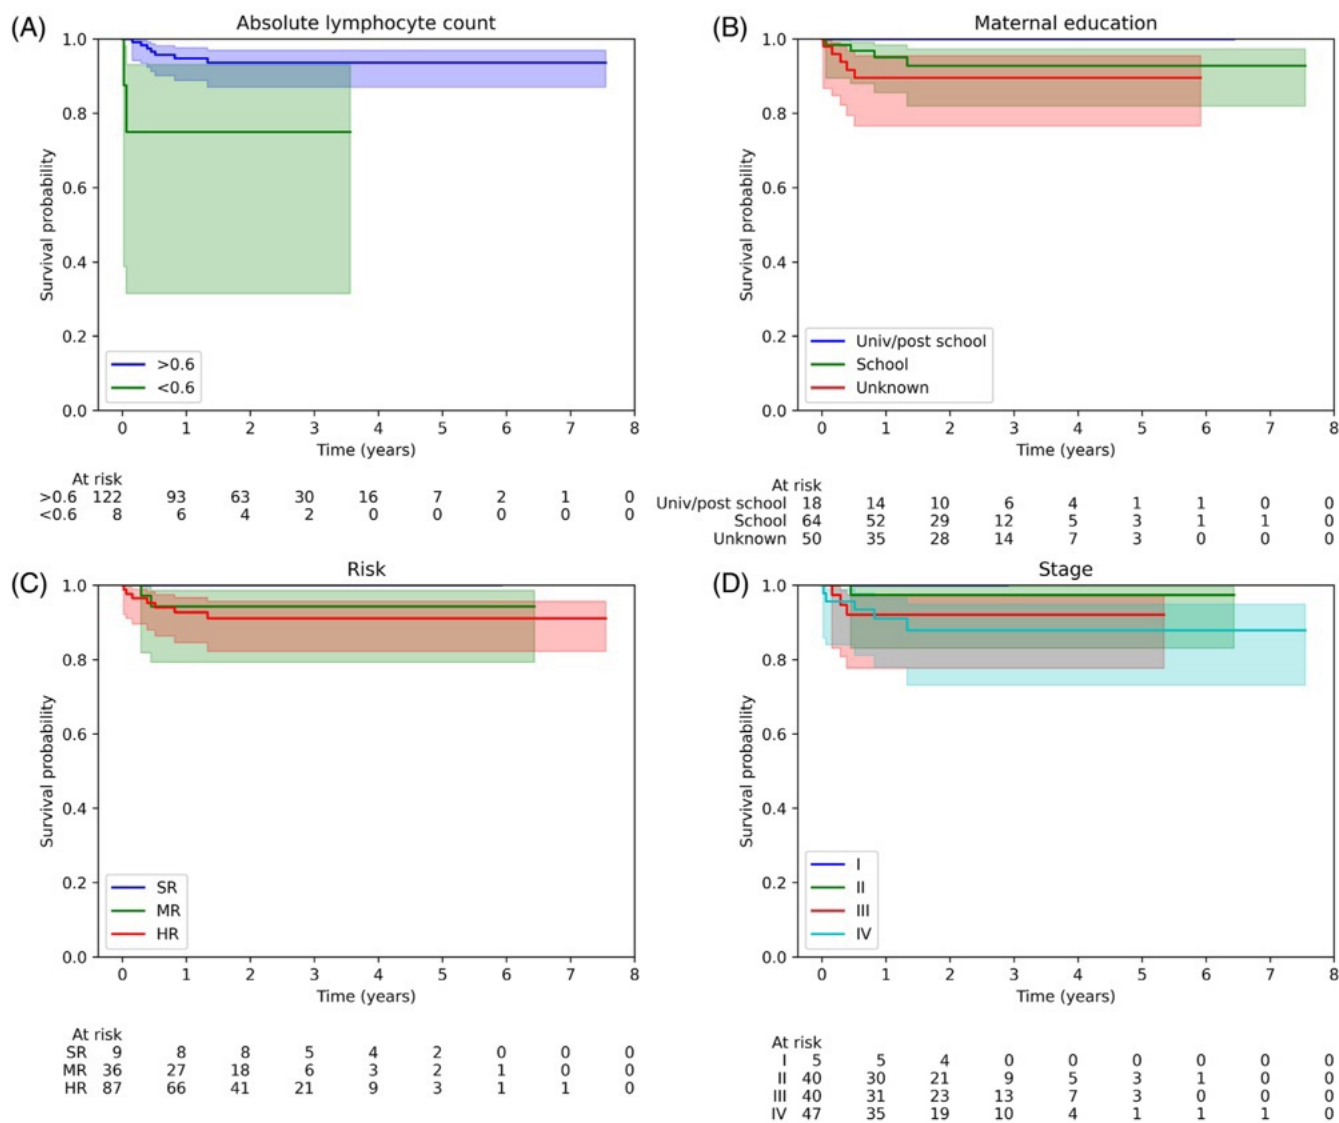 (A) Absolute lymphocyte count
Survival probability
1.0
0.8
0.6
0.4
0.2
0.0
>0.6
<0.6
0 1 2 3 4 5 6 7 8
Time (years)
At risk
>0.6 122 93 63 30 16 7 2 1 0
<0.6 8 6 4 2 0 0 0 0 0
(B) Maternal education
Survival probability
1.0
0.8
0.6
0.4
0.2
0.0
Univ/post school
School
Unknown
0 1 2 3 4 5 6 7 8
Time (years)
At risk
Univ/post school 18 14 10 6 4 1 1 0 0
School 64 52 29 12 5 3 1 1 0
Unknown 50 35 28 14 7 3 0 0 0
(C) Risk
Survival probability
1.0
0.8
0.6
0.4
0.2
0.0
SR
MR
HR
0 1 2 3 4 5 6 7 8
Time (years)
At risk
SR 9 8 8 5 4 2 0 0 0
MR 36 27 18 6 3 2 1 0 0
HR 87 66 41 21 9 3 1 1 0
(D) Stage
Survival probability
1.0
0.8
0.6
0.4
0.2
0.0
I
II
III
IV
0 1 2 3 4 5 6 7 8
Time (years)
At risk
I 5 5 4 0 0 0 0 0 0
II 40 30 21 9 5 3 1 0 0
III 40 31 23 13 7 3 0 0 0
IV 47 35 19 10 4 1 1 1 0